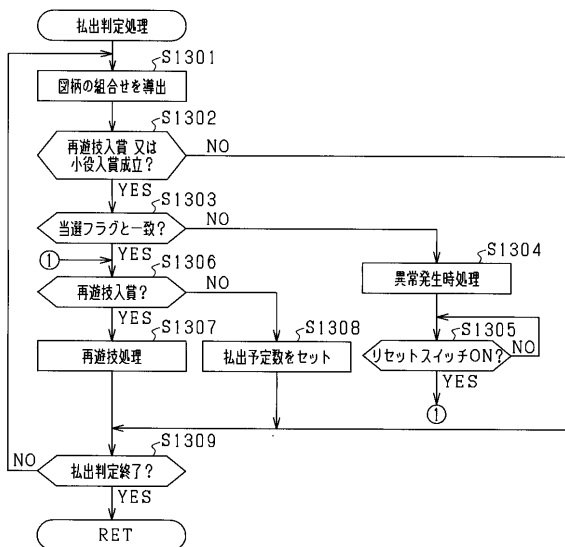 払出判定処理
S1301
図柄の組合せを導出
S1302
再遊技入賞 又は
小役入賞成立?
NO
YES
S1303
当選フラグと一致?
NO
YES
S1304
異常発生時処理
①
S1306
再遊技入賞?
NO
YES
S1305
リセットスイッチON?
NO
YES
①
S1307
再遊技処理
S1308
払出予定数をセット
S1309
払出判定終了?
NO
YES
RET